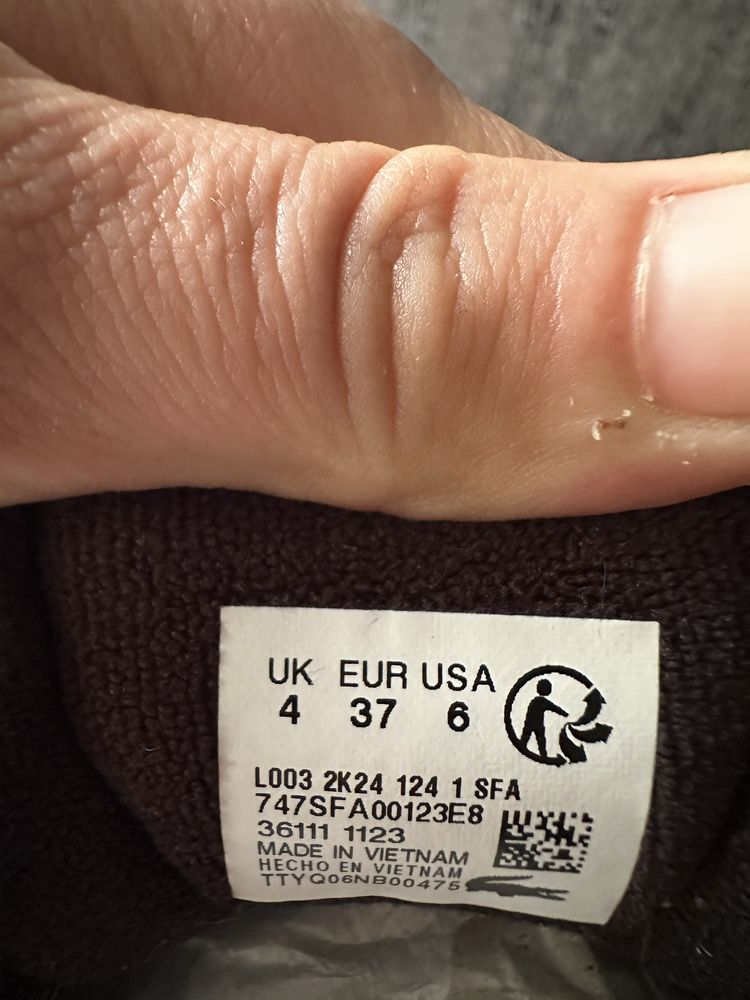 UK EUR USA
4 37 6
L003 2K24 124 1 SFA
747SFA00123E8
36111 1123
MADE IN VIETNAM
HECHO EN VIETNAM
TTYQ06NB00475